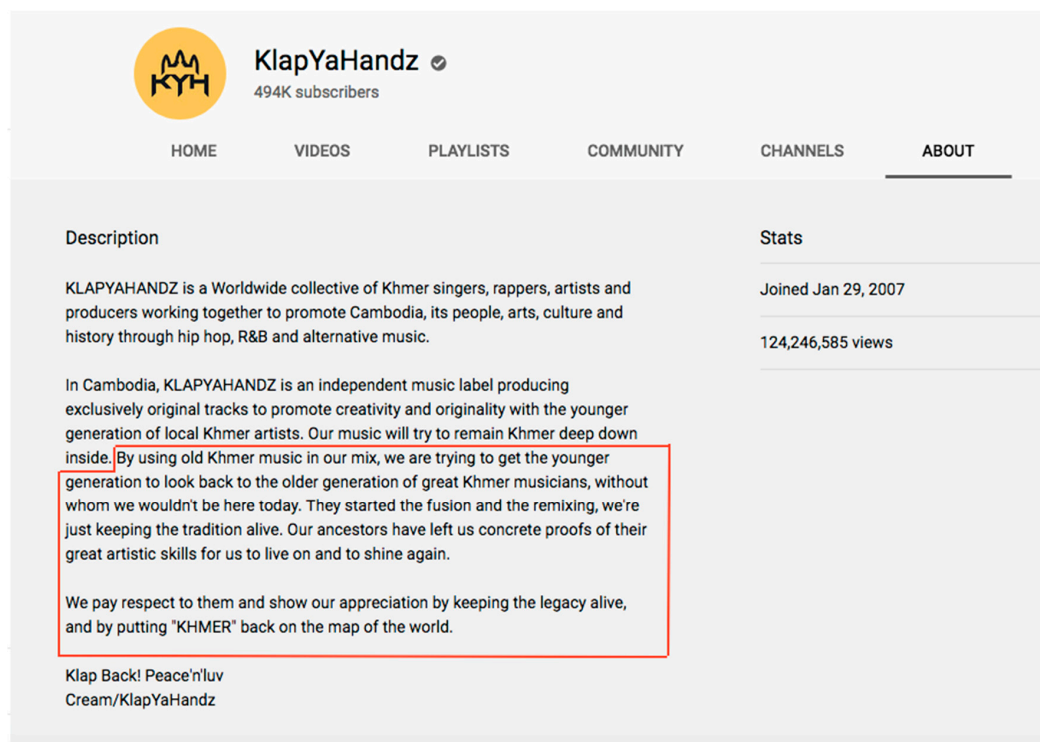 KYH
KlapYaHandz
494K subscribers
HOME VIDEOS PLAYLISTS COMMUNITY CHANNELS ABOUT
Description
KLAPYAHANDZ is a Worldwide collective of Khmer singers, rappers, artists and
producers working together to promote Cambodia, its people, arts, culture and
history through hip hop, R&B and alternative music.
In Cambodia, KLAPYAHANDZ is an independent music label producing
exclusively original tracks to promote creativity and originality with the younger
generation of local Khmer artists. Our music will try to remain Khmer deep down
inside. By using old Khmer music in our mix, we are trying to get the younger
generation to look back to the older generation of great Khmer musicians, without
whom we wouldn't be here today. They started the fusion and the remixing, we're
just keeping the tradition alive. Our ancestors have left us concrete proofs of their
great artistic skills for us to live on and to shine again.
We pay respect to them and show our appreciation by keeping the legacy alive,
and by putting "KHMER" back on the map of the world.
Klap Back! Peace'n'luv
Cream/KlapYaHandz
Stats
Joined Jan 29, 2007
124,246,585 views